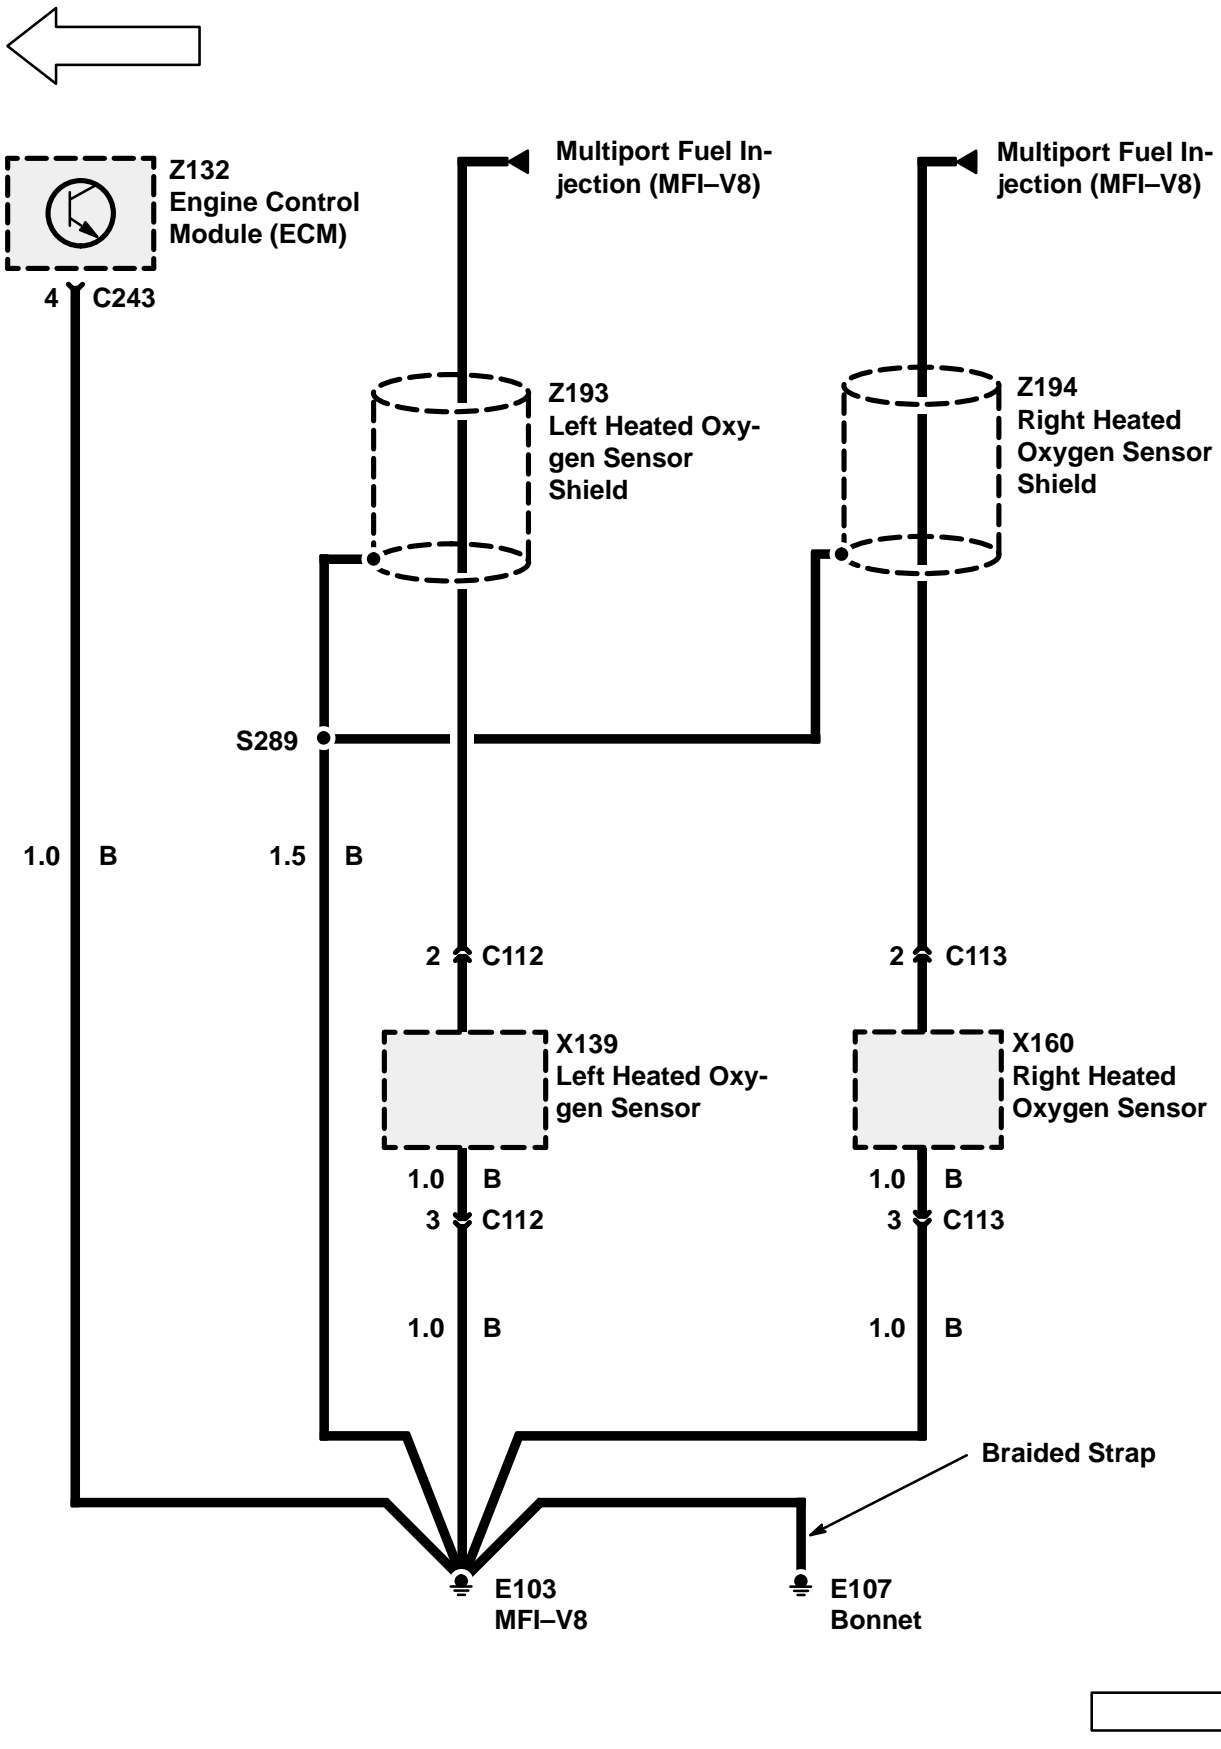 Z132
Engine Control
Module (ECM)
4 C243
Multiport Fuel In-
jection (MFI–V8)
Multiport Fuel In-
jection (MFI–V8)
Z193
Left Heated Oxy-
gen Sensor
Shield
Z194
Right Heated
Oxygen Sensor
Shield
S289
1.0 B
1.5 B
2 C112
2 C113
X139
Left Heated Oxy-
gen Sensor
X160
Right Heated
Oxygen Sensor
1.0 B
3 C112
1.0 B
3 C113
1.0 B
1.0 B
Braided Strap
E103
MFI–V8
E107
Bonnet